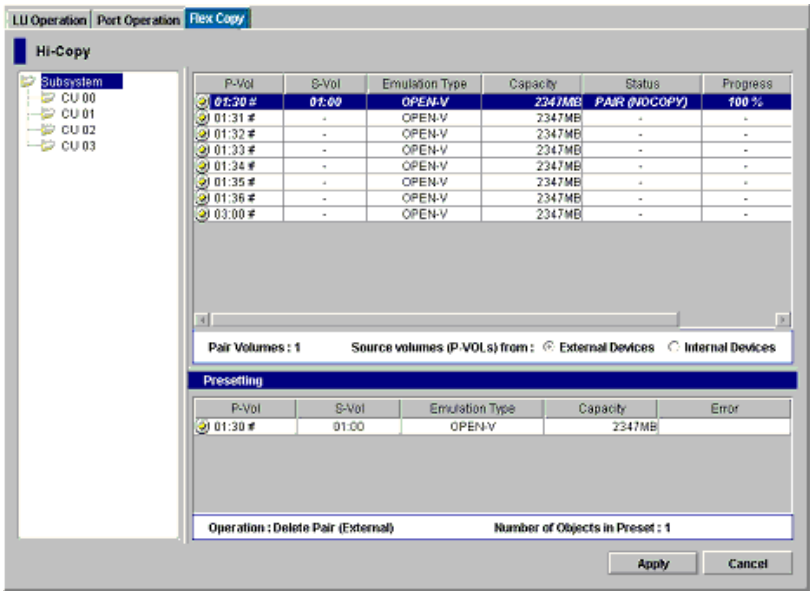 LU Operation Port Operation Flex Copy
Hi-Copy
Subsystem
CU 00
CU 01
CU 02
CU 03
P-Vol S-Vol Emulation Type Capacity Status Progress
01:30 # 01:00 OPEN-V 2347MB PAIR (NOCOPY) 100 %
01:31 # - OPEN-V 2347MB - -
01:32 # - OPEN-V 2347MB - -
01:33 # - OPEN-V 2347MB - -
01:34 # - OPEN-V 2347MB - -
01:35 # - OPEN-V 2347MB - -
01:36 # - OPEN-V 2347MB - -
03:00 # - OPEN-V 2347MB - -
Pair Volumes : 1 Source volumes (P-VOLs) from : External Devices Internal Devices
Presetting
P-Vol S-Vol Emulation Type Capacity Error
01:30 # 01:00 OPEN-V 2347MB
Operation : Delete Pair (External) Number of Objects in Preset : 1
Apply Cancel